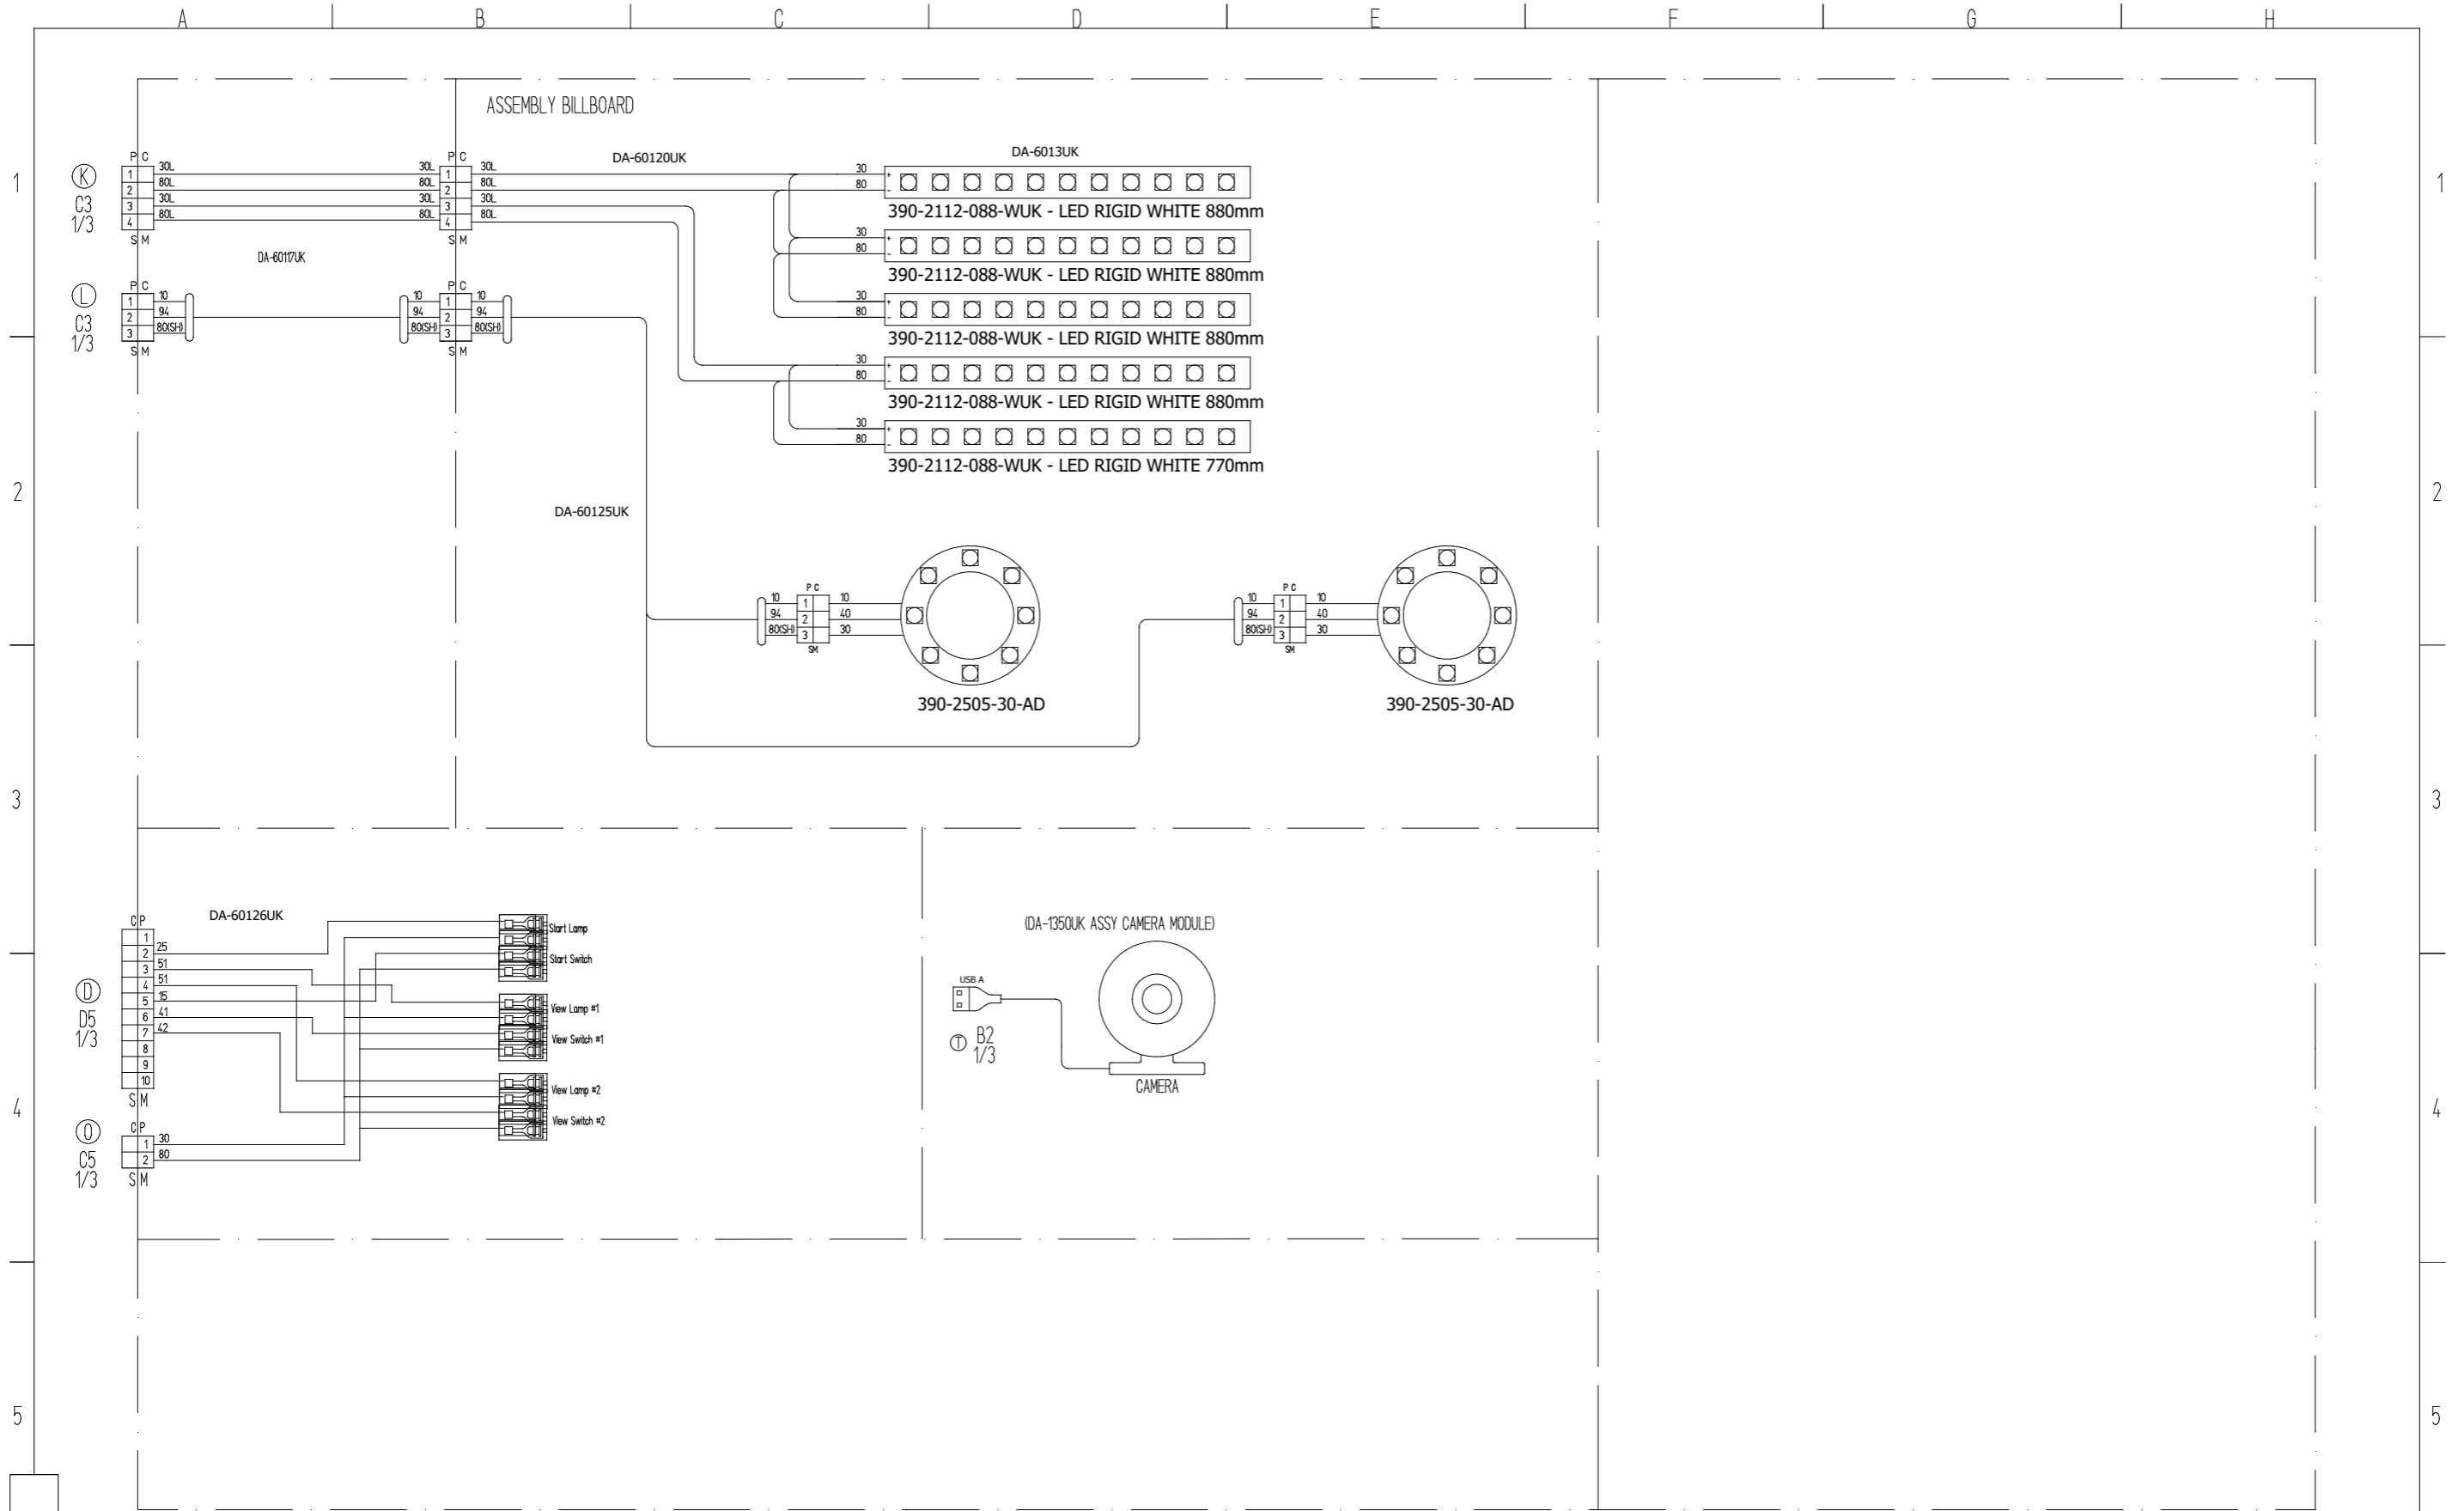 A B C D E F G H
ASSEMBLY BILLBOARD
1 1
K
C3
1/3
P C
1 30L
2 80L
3 30L
4 80L
S M
P C
30L 1 30L
80L 2 80L
30L 3 30L
80L 4 80L
S M
DA-60120UK
DA-6013UK
30 +
80 -
390-2112-088-WUK - LED RIGID WHITE 880mm
30 +
80 -
390-2112-088-WUK - LED RIGID WHITE 880mm
30 +
80 -
390-2112-088-WUK - LED RIGID WHITE 880mm
30 +
80 -
390-2112-088-WUK - LED RIGID WHITE 880mm
30 +
80 -
390-2112-088-WUK - LED RIGID WHITE 770mm
DA-60117UK
L
C3
1/3
P C
1 10
2 94
3 80(SH)
S M
P C
10 1 10
94 2 94
80(SH) 3 80(SH)
S M
2 2
DA-60125UK
P C
10 1 10
94 2 40
80(SH) 3 30
SM
390-2505-30-AD
P C
10 1 10
94 2 40
80(SH) 3 30
SM
390-2505-30-AD
3 3
DA-60126UK
D
D5
1/3
C P
1
2 25
3 51
4 51
5 15
6 41
7 42
8
9
10
S M
Start Lamp
Start Switch
View Lamp #1
View Switch #1
View Lamp #2
View Switch #2
O
C5
1/3
C P
1 30
2 80
S M
(DA-1350UK ASSY CAMERA MODULE)
USB A
T B2
1/3
CAMERA
4 4
5 5